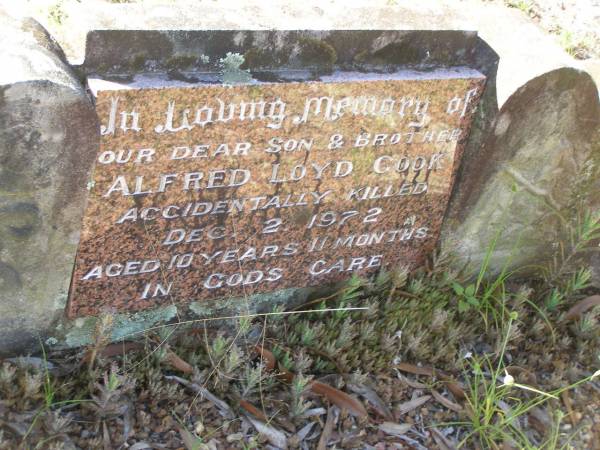 In Loving Memory of
OUR DEAR SON & BROTHER
ALFRED LOYD COOK
ACCIDENTALLY KILLED
DEC 2 1972
AGED 10 YEARS 11 MONTHS
IN GODS CARE